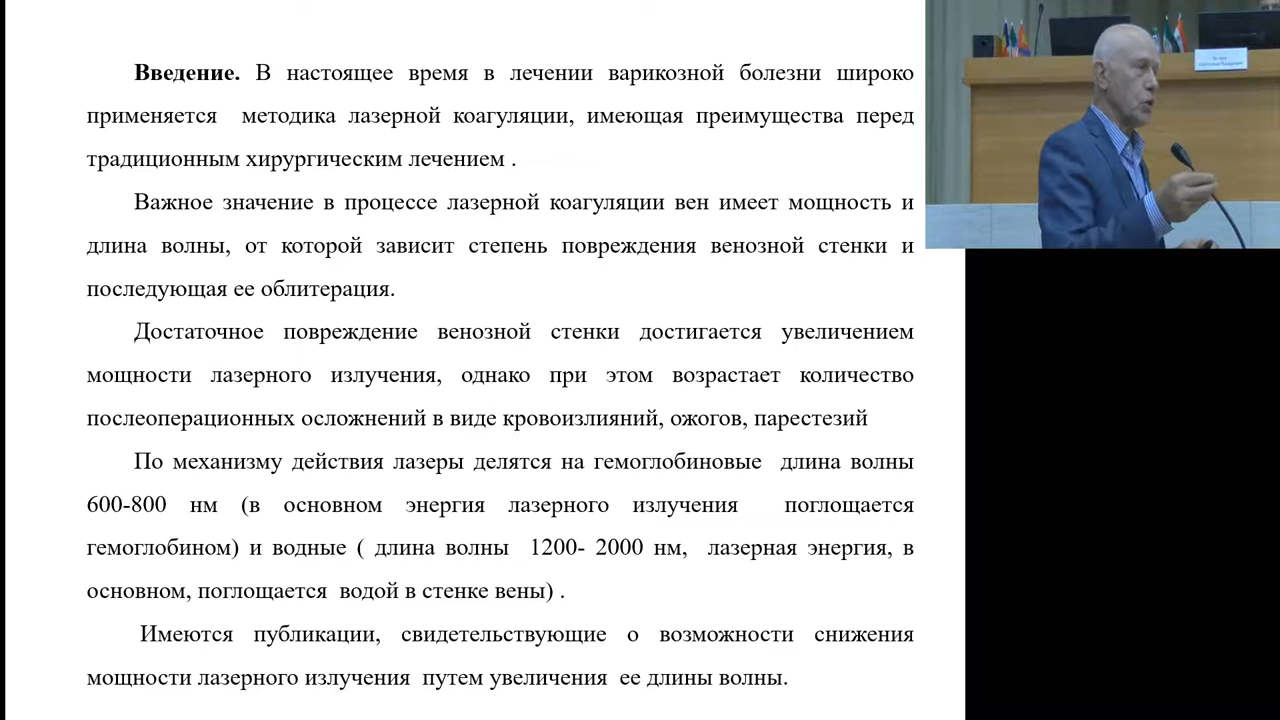 Введение. В настоящее время в лечении варикозной болезни широко
применяется методика лазерной коагуляции, имеющая преимущества перед
традиционным хирургическим лечением .
Важное значение в процессе лазерной коагуляции вен имеет мощность и
длина волны, от которой зависит степень повреждения венозной стенки и
последующая ее облитерация.
Достаточное повреждение венозной стенки достигается увеличением
мощности лазерного излучения, однако при этом возрастает количество
послеоперационных осложнений в виде кровоизлияний, ожогов, парестезий
По механизму действия лазеры делятся на гемоглобиновые длина волны
600-800 нм (в основном энергия лазерного излучения поглощается
гемоглобином) и водные ( длина волны 1200- 2000 нм, лазерная энергия, в
основном, поглощается водой в стенке вены) .
Имеются публикации, свидетельствующие о возможности снижения
мощности лазерного излучения путем увеличения ее длины волны.